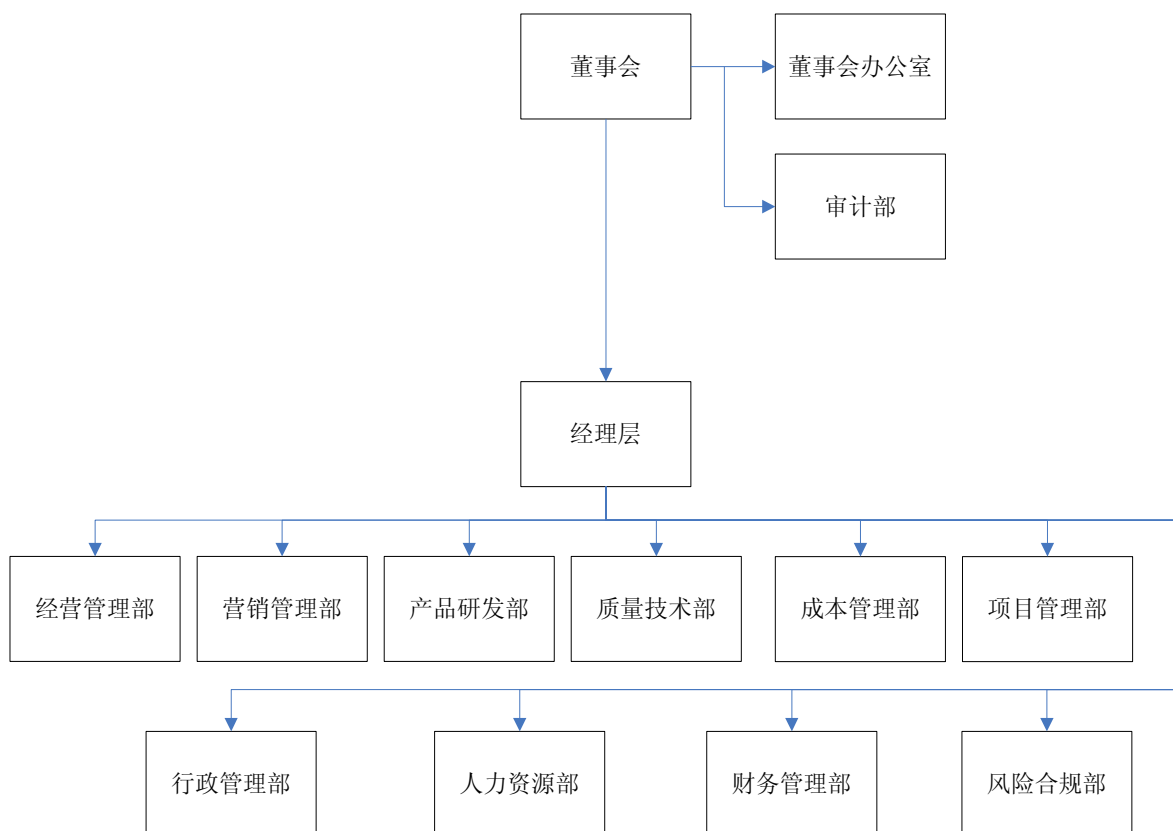 董事会
董事会办公室
审计部
经理层
经营管理部
营销管理部
产品研发部
质量技术部
成本管理部
项目管理部
行政管理部
人力资源部
财务管理部
风险合规部